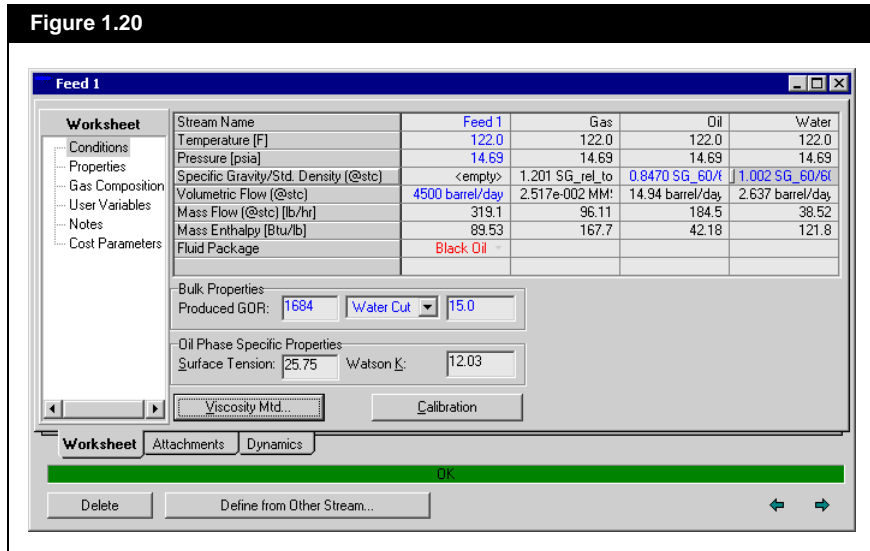 Figure 1.20
Feed 1
Worksheet
Conditions
Properties
Gas Composition
User Variables
Notes
Cost Parameters
Stream Name Feed 1 Gas Oil Water
Temperature [F] 122.0 122.0 122.0 122.0
Pressure [psia] 14.69 14.69 14.69 14.69
Specific Gravity/Std. Density (@stc) <empty> 1.201 SG_rel_to 0.8470 SG_60/6 1.002 SG_60/60
Volumetric Flow (@stc) 4500 barrel/day 2.517e-002 MM 14.94 barrel/day 2.637 barrel/day
Mass Flow (@stc) [lb/hr] 319.1 96.11 184.5 38.52
Mass Enthalpy [Btu/lb] 89.53 167.7 42.18 121.8
Fluid Package Black Oil
Bulk Properties
Produced GOR: 1684 Water Cut 15.0
Oil Phase Specific Properties
Surface Tension: 25.75 Watson K: 12.03
Viscosity Mtd... Calibration
Worksheet Attachments Dynamics
OK
Delete Define from Other Stream...